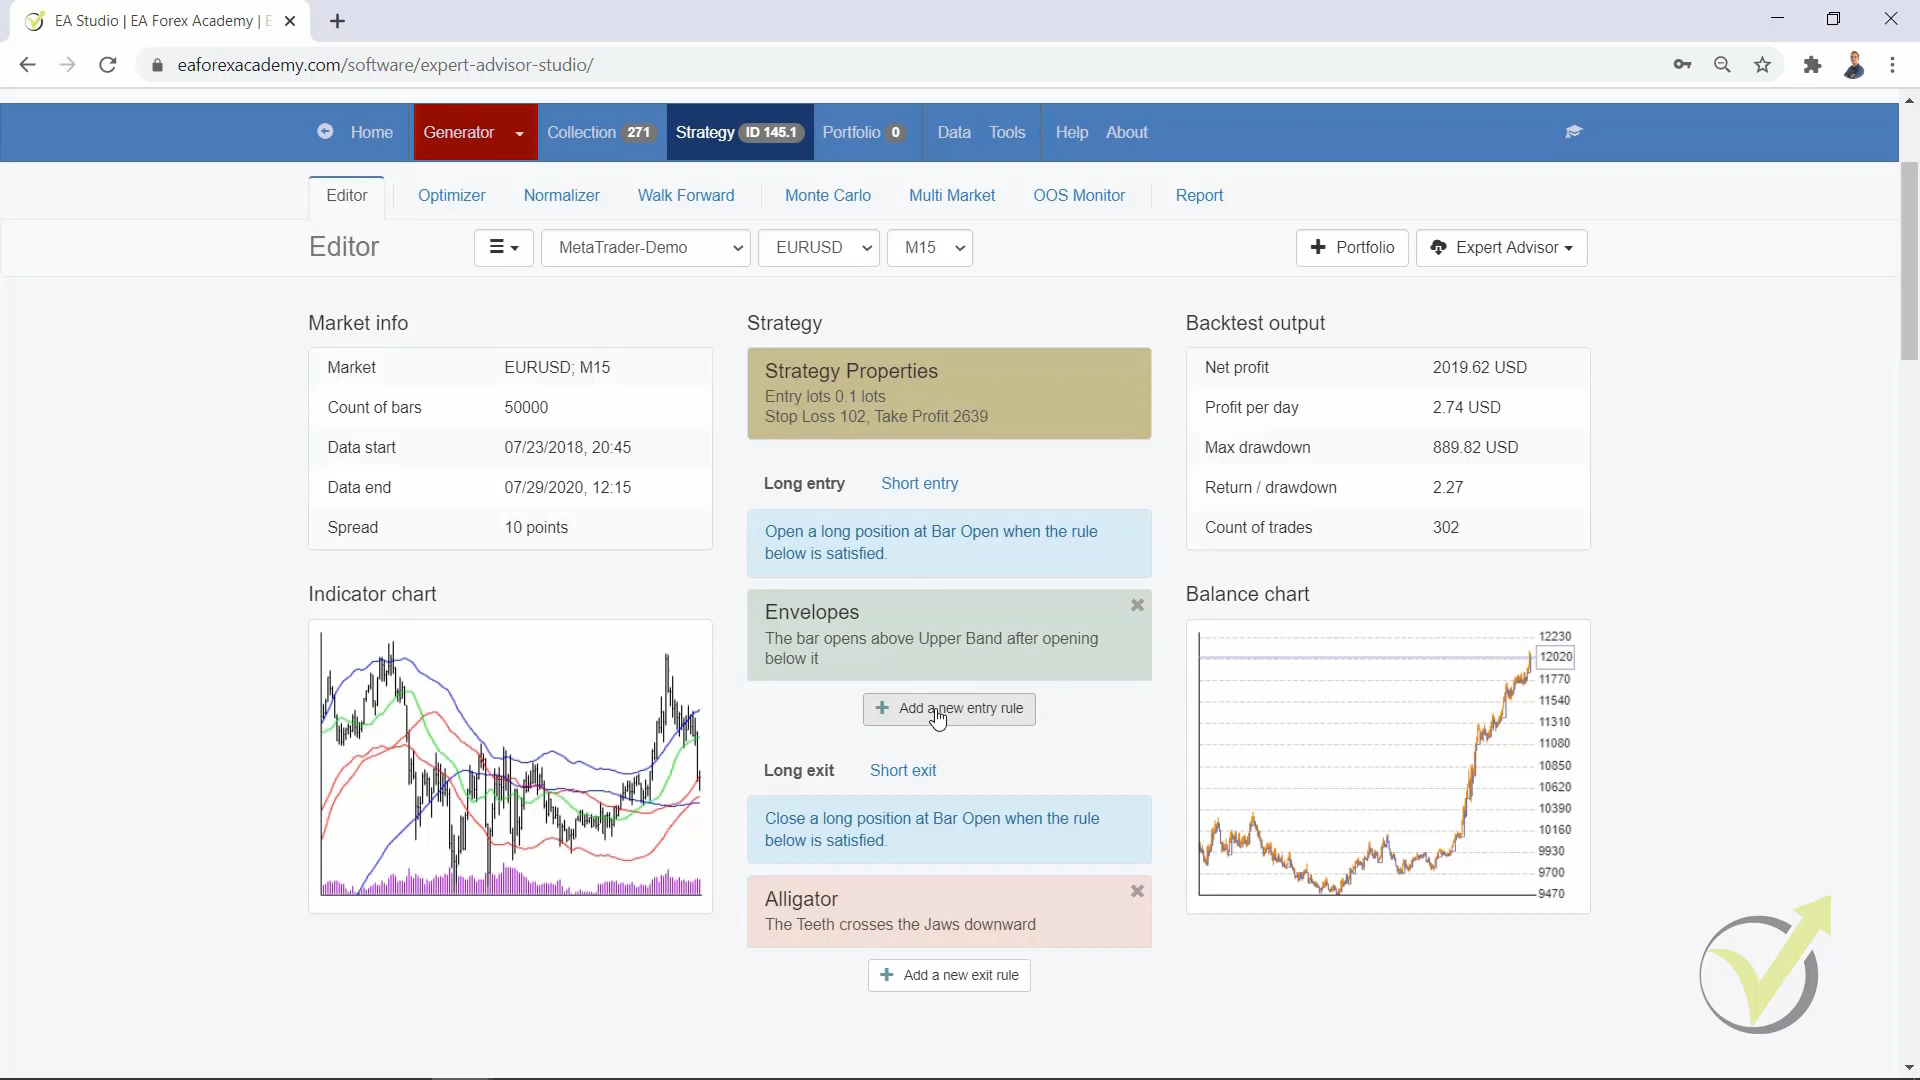 EA Studio | EA Forex Academy | E
eaforexacademy.com/software/expert-advisor-studio/
Home
Generator
Collection 271
Strategy ID 145.1
Portfolio 0
Data
Tools
Help
About
Editor
Optimizer
Normalizer
Walk Forward
Monte Carlo
Multi Market
OOS Monitor
Report
Editor
MetaTrader-Demo
EURUSD
M15
Portfolio
Expert Advisor
Market info
Market EURUSD; M15
Count of bars 50000
Data start 07/23/2018, 20:45
Data end 07/29/2020, 12:15
Spread 10 points
Indicator chart
Strategy
Strategy Properties
Entry lots 0.1 lots
Stop Loss 102, Take Profit 2639
Long entry Short entry
Open a long position at Bar Open when the rule
below is satisfied.
Envelopes
The bar opens above Upper Band after opening
below it
Add a new entry rule
Long exit Short exit
Close a long position at Bar Open when the rule
below is satisfied.
Alligator
The Teeth crosses the Jaws downward
Add a new exit rule
Backtest output
Net profit 2019.62 USD
Profit per day 2.74 USD
Max drawdown 889.82 USD
Return / drawdown 2.27
Count of trades 302
Balance chart
12230
12020
11770
11540
11310
11080
10850
10620
10390
10160
9930
9700
9470